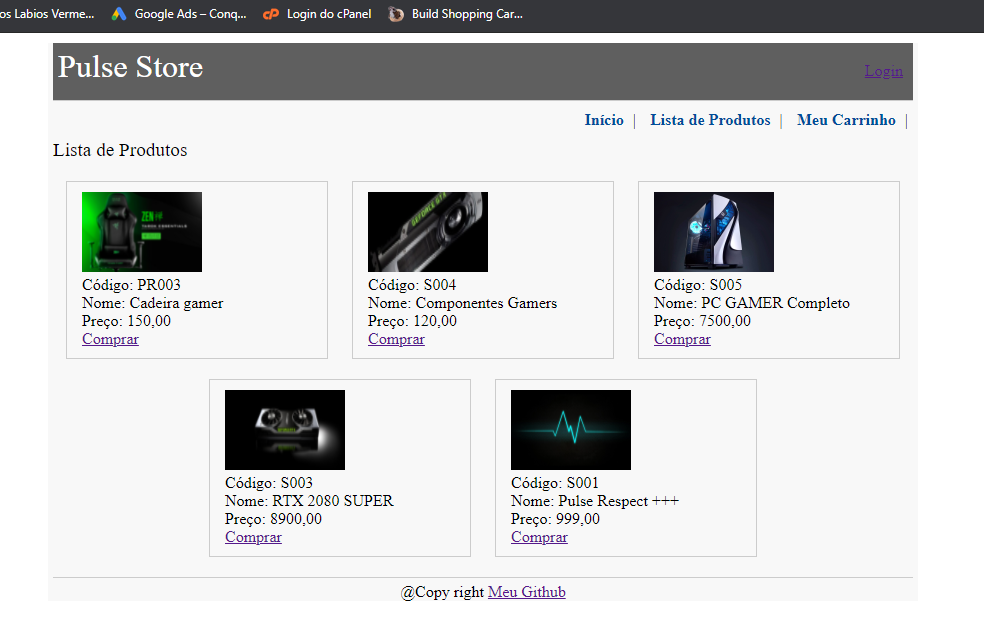 os Labios Verme... Google Ads – Conq... Login do cPanel Build Shopping Car...
Pulse Store
Login
Início | Lista de Produtos | Meu Carrinho |
Lista de Produtos
ZEN
Código: PR003
Nome: Cadeira gamer
Preço: 150,00
Comprar
GEFORCE GTX
Código: S004
Nome: Componentes Gamers
Preço: 120,00
Comprar
Código: S005
Nome: PC GAMER Completo
Preço: 7500,00
Comprar
Código: S003
Nome: RTX 2080 SUPER
Preço: 8900,00
Comprar
Código: S001
Nome: Pulse Respect +++
Preço: 999,00
Comprar
@Copy right Meu Github